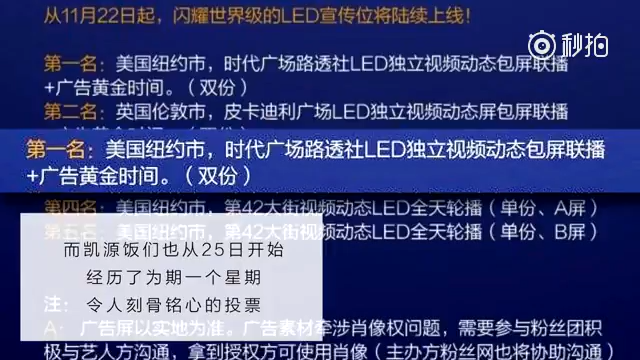 从11月22日起，闪耀世界级的LED宣传位将陆续上线！
秒拍
第一名：美国纽约市，时代广场路透社LED独立视频动态包屏联播
+广告黄金时间。（双份）
第二名：英国伦敦市，皮卡迪利广场LED独立视频动态包屏联播
第一名：美国纽约市，时代广场路透社LED独立视频动态包屏联播
+广告黄金时间。（双份）
第四名：美国纽约市，第42大街视频动态LED全天轮播（单份、A屏）
第五名：美国纽约市，第42大街视频动态LED全天轮播（单份、B屏）
而凯源饭们也从25日开始
经历了为期一个星期
令人刻骨铭心的投票
注：
A： 广告屏以实地为准。广告素材牵涉肖像权问题，需要参与粉丝团积
极与艺人方沟通，拿到授权方可使用肖像（主办方粉丝网也将协助沟通）